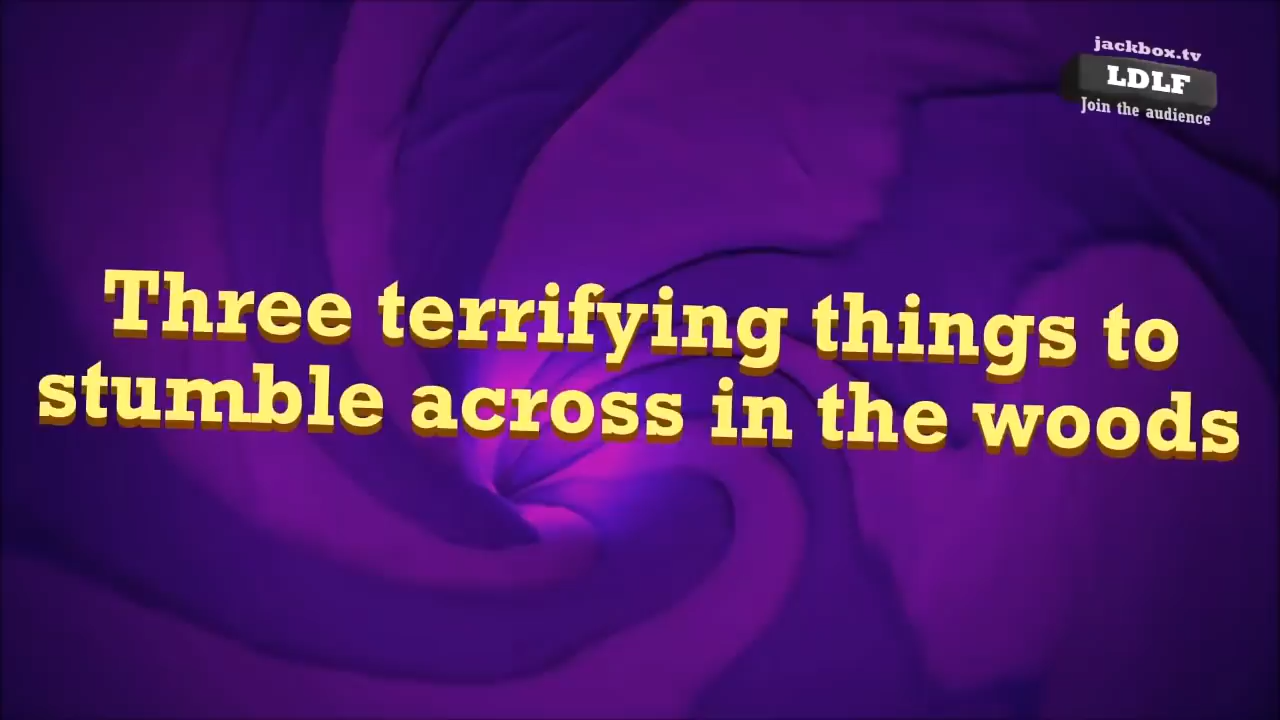 jackbox.tv
LDLF
Join the audience
Three terrifying things to
stumble across in the woods